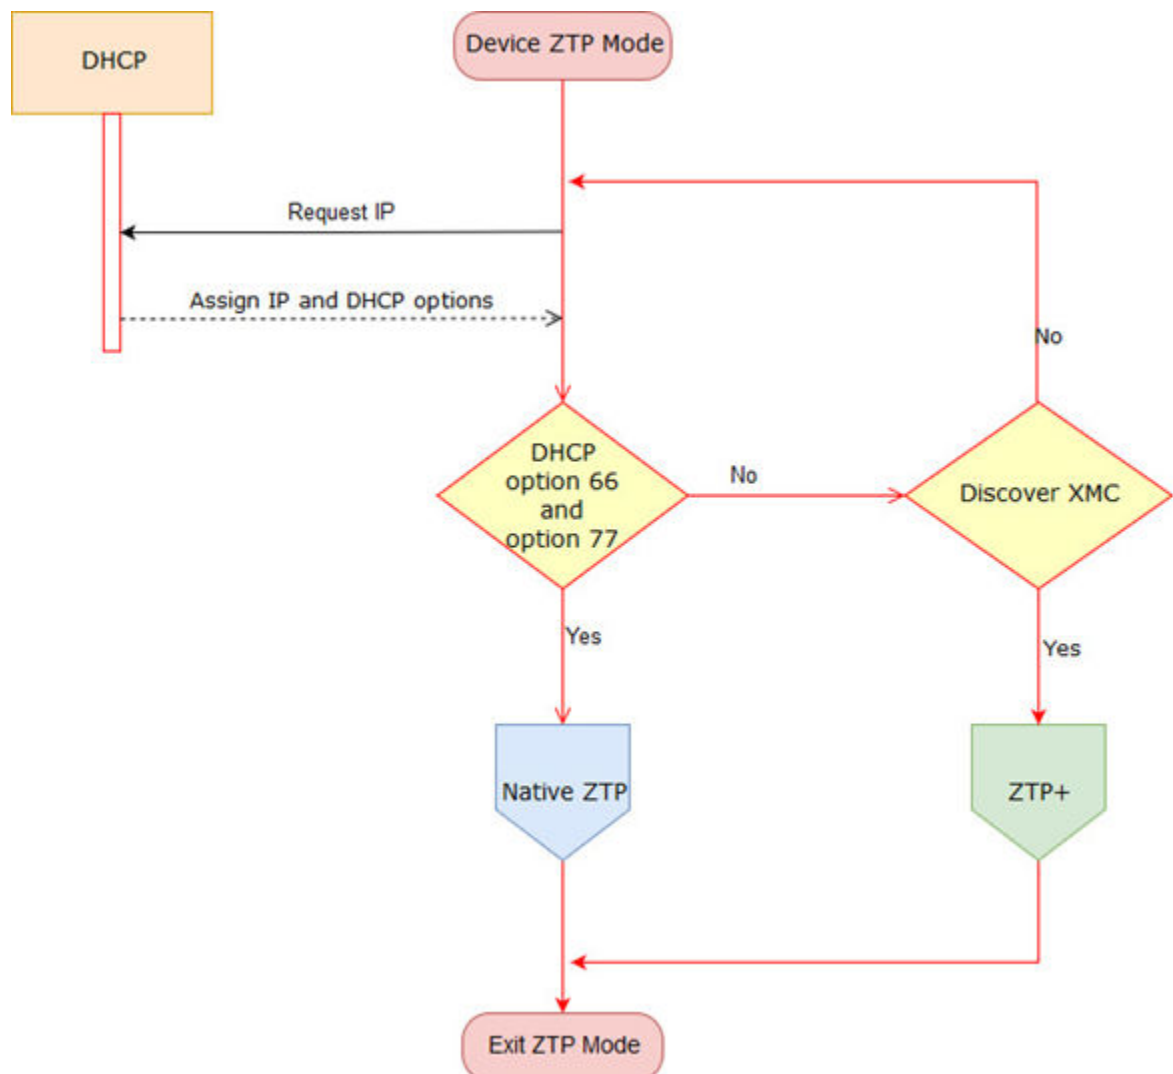 DHCP
Device ZTP Mode
Request IP
Assign IP and DHCP options
No
DHCP
option 66
and
option 77
No
Discover XMC
Yes
Yes
Native ZTP
ZTP+
Exit ZTP Mode